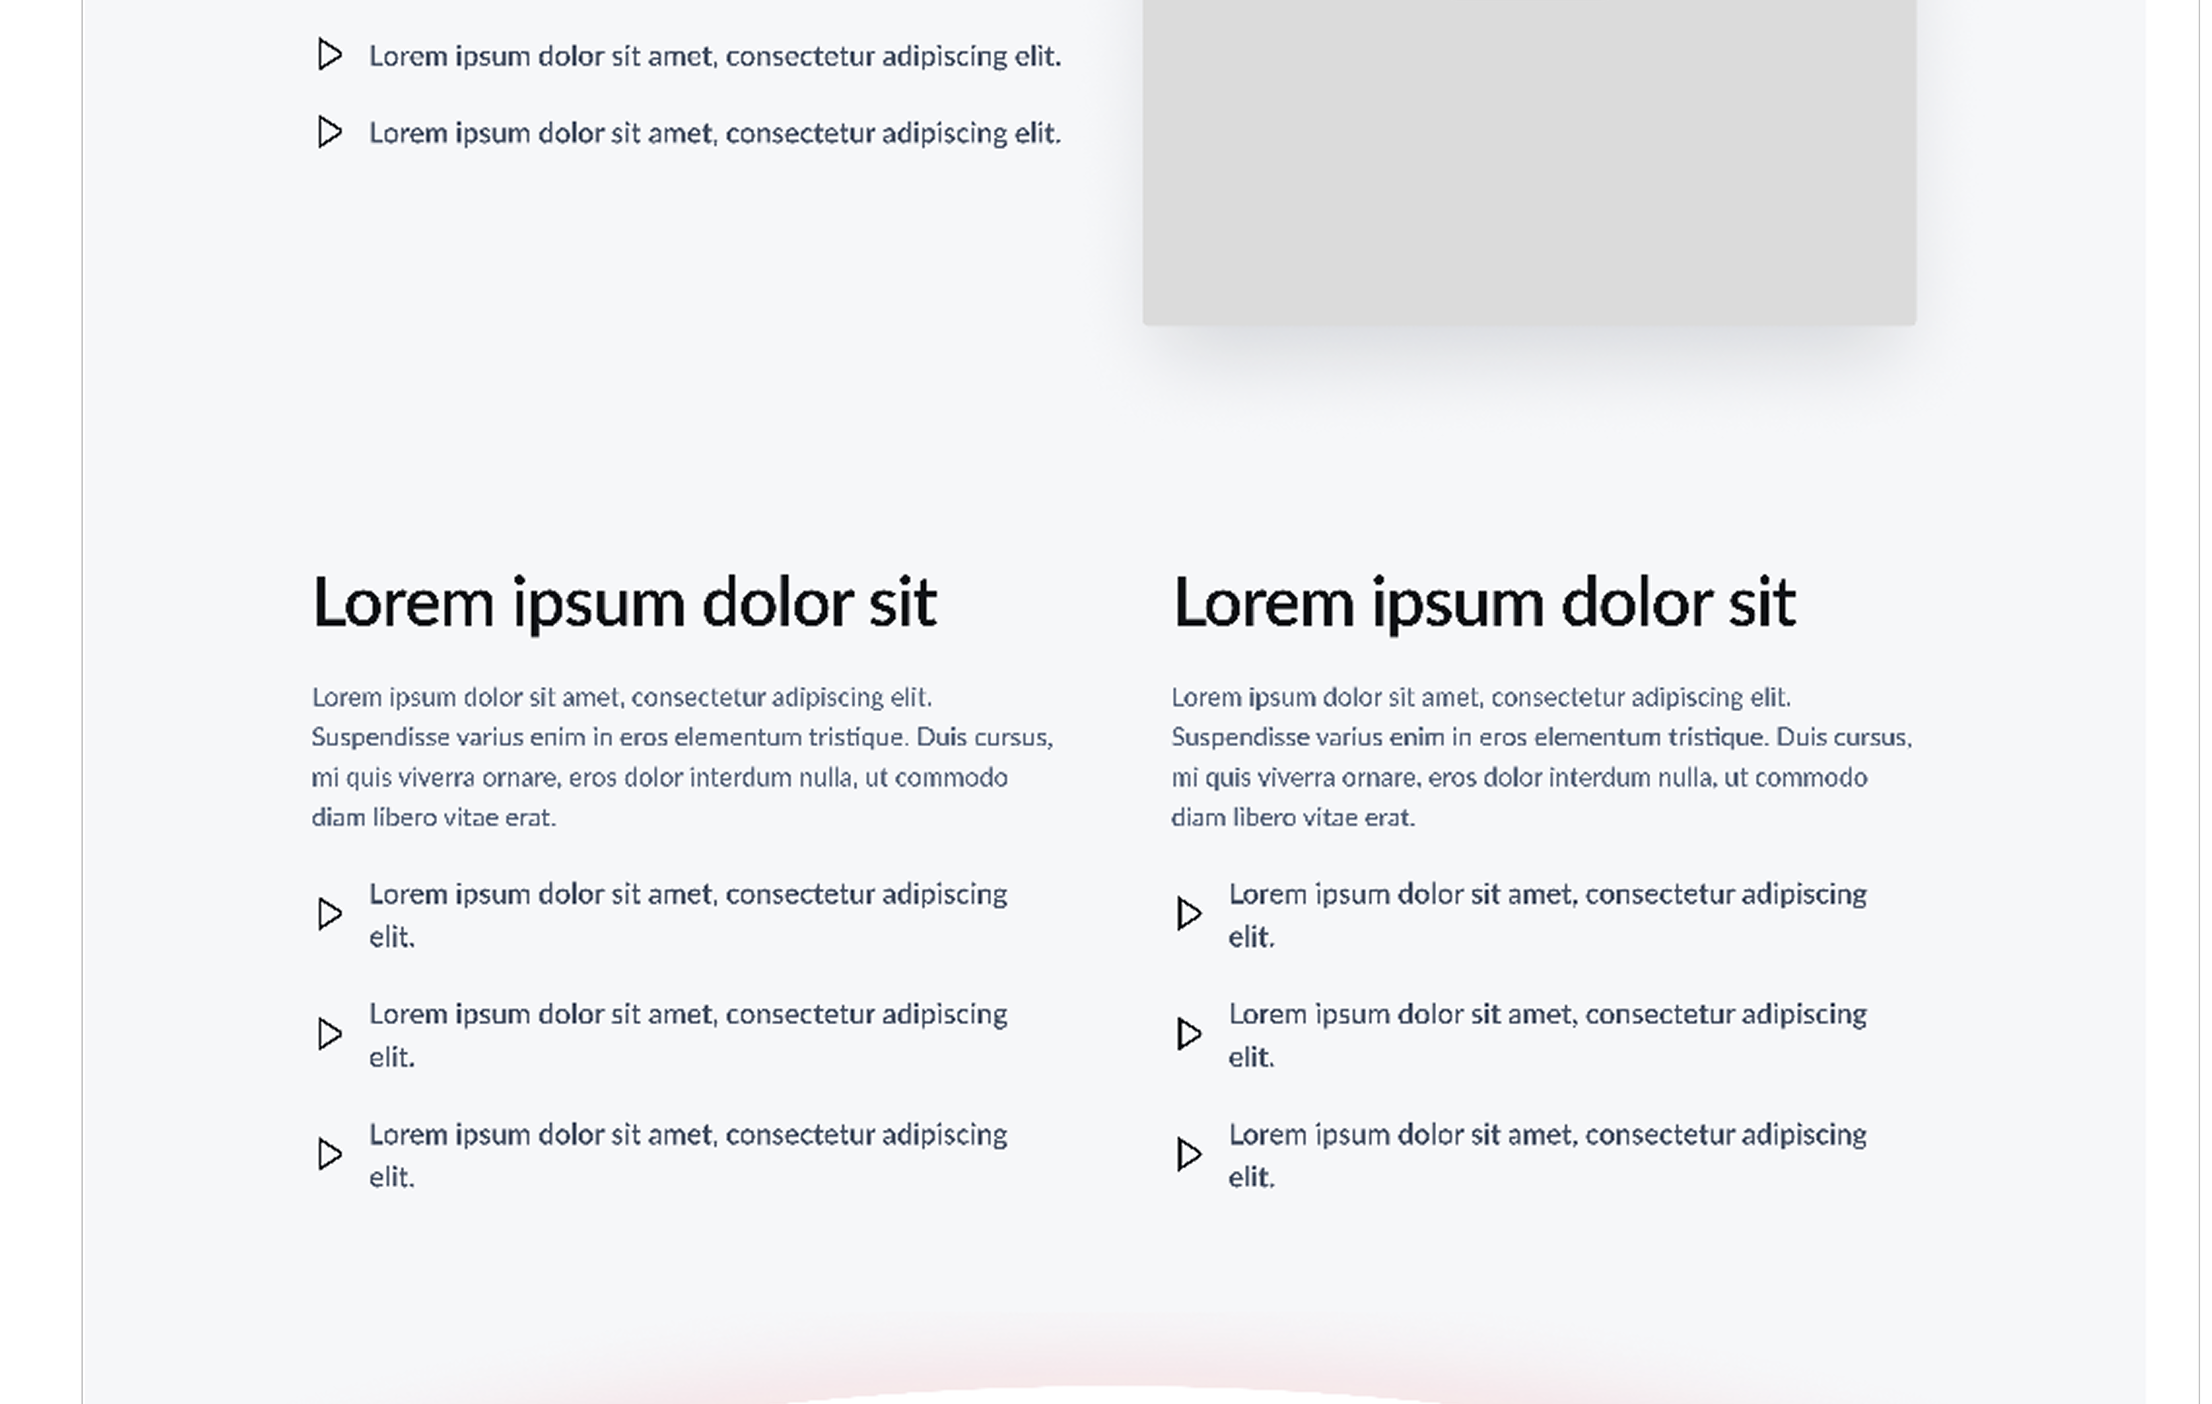 Lorem ipsum dolor sit amet, consectetur adipiscing elit.
Lorem ipsum dolor sit amet, consectetur adipiscing elit.
Lorem ipsum dolor sit
Lorem ipsum dolor sit amet, consectetur adipiscing elit.
Suspendisse varius enim in eros elementum tristique. Duis cursus,
mi quis viverra ornare, eros dolor interdum nulla, ut commodo
diam libero vitae erat.
Lorem ipsum dolor sit amet, consectetur adipiscing
elit.
Lorem ipsum dolor sit amet, consectetur adipiscing
elit.
Lorem ipsum dolor sit amet, consectetur adipiscing
elit.
Lorem ipsum dolor sit
Lorem ipsum dolor sit amet, consectetur adipiscing elit.
Suspendisse varius enim in eros elementum tristique. Duis cursus,
mi quis viverra ornare, eros dolor interdum nulla, ut commodo
diam libero vitae erat.
Lorem ipsum dolor sit amet, consectetur adipiscing
elit.
Lorem ipsum dolor sit amet, consectetur adipiscing
elit.
Lorem ipsum dolor sit amet, consectetur adipiscing
elit.